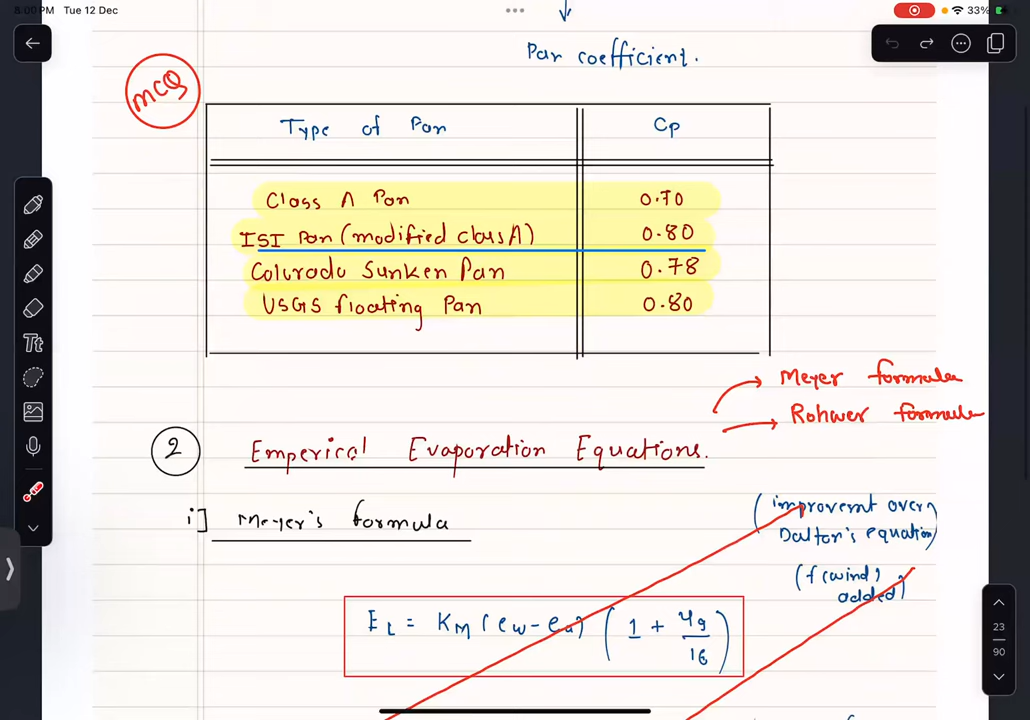 8:00 PM Tue 12 Dec
33%
Pan coefficient.
MCQ
Type of Pan Cp
Class A Pan 0.70
ISI Pan (modified class A) 0.80
Colorado Sunken Pan 0.78
USGS floating Pan 0.80
Meyer formula
Rohwer formula
2 Emperical Evaporation Equations.
i] Meyer's formula
(improvemt over Dalton's equation)
(f(wind) added)
EL = KM (ew - ea) (1 + u9/16)
Tt
23
90